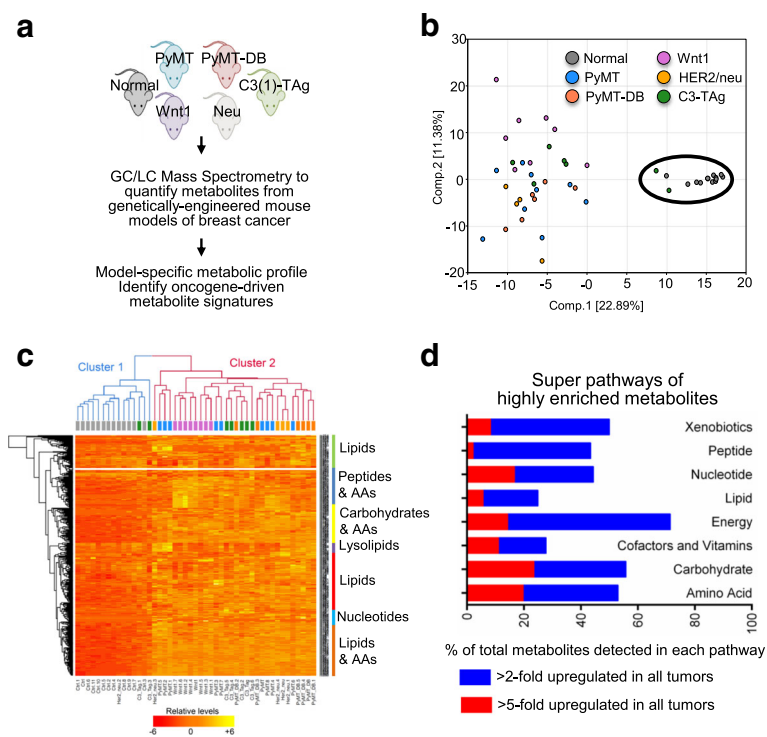 a
PyMT
PyMT-DB
Normal
C3(1)-TAg
Wnt1
Neu
GC/LC Mass Spectrometry to
quantify metabolites from
genetically-engineered mouse
models of breast cancer
Model-specific metabolic profile
Identify oncogene-driven
metabolite signatures
b
30
20
10
0
-10
-20
-15
-10
-5
-0
5
10
15
20
Comp.2 [11.38%]
Comp.1 [22.89%]
Normal
PyMT
PyMT-DB
Wnt1
HER2/neu
C3-TAg
c
Cluster 1
Cluster 2
Lipids
Peptides
& AAs
Carbohydrates
& AAs
Lysolipids
Lipids
Nucleotides
Lipids
& AAs
Relative levels
-6
0
+6
d
Super pathways of
highly enriched metabolites
Xenobiotics
Peptide
Nucleotide
Lipid
Energy
Cofactors and Vitamins
Carbohydrate
Amino Acid
0
20
40
60
80
100
% of total metabolites detected in each pathway
>2-fold upregulated in all tumors
>5-fold upregulated in all tumors